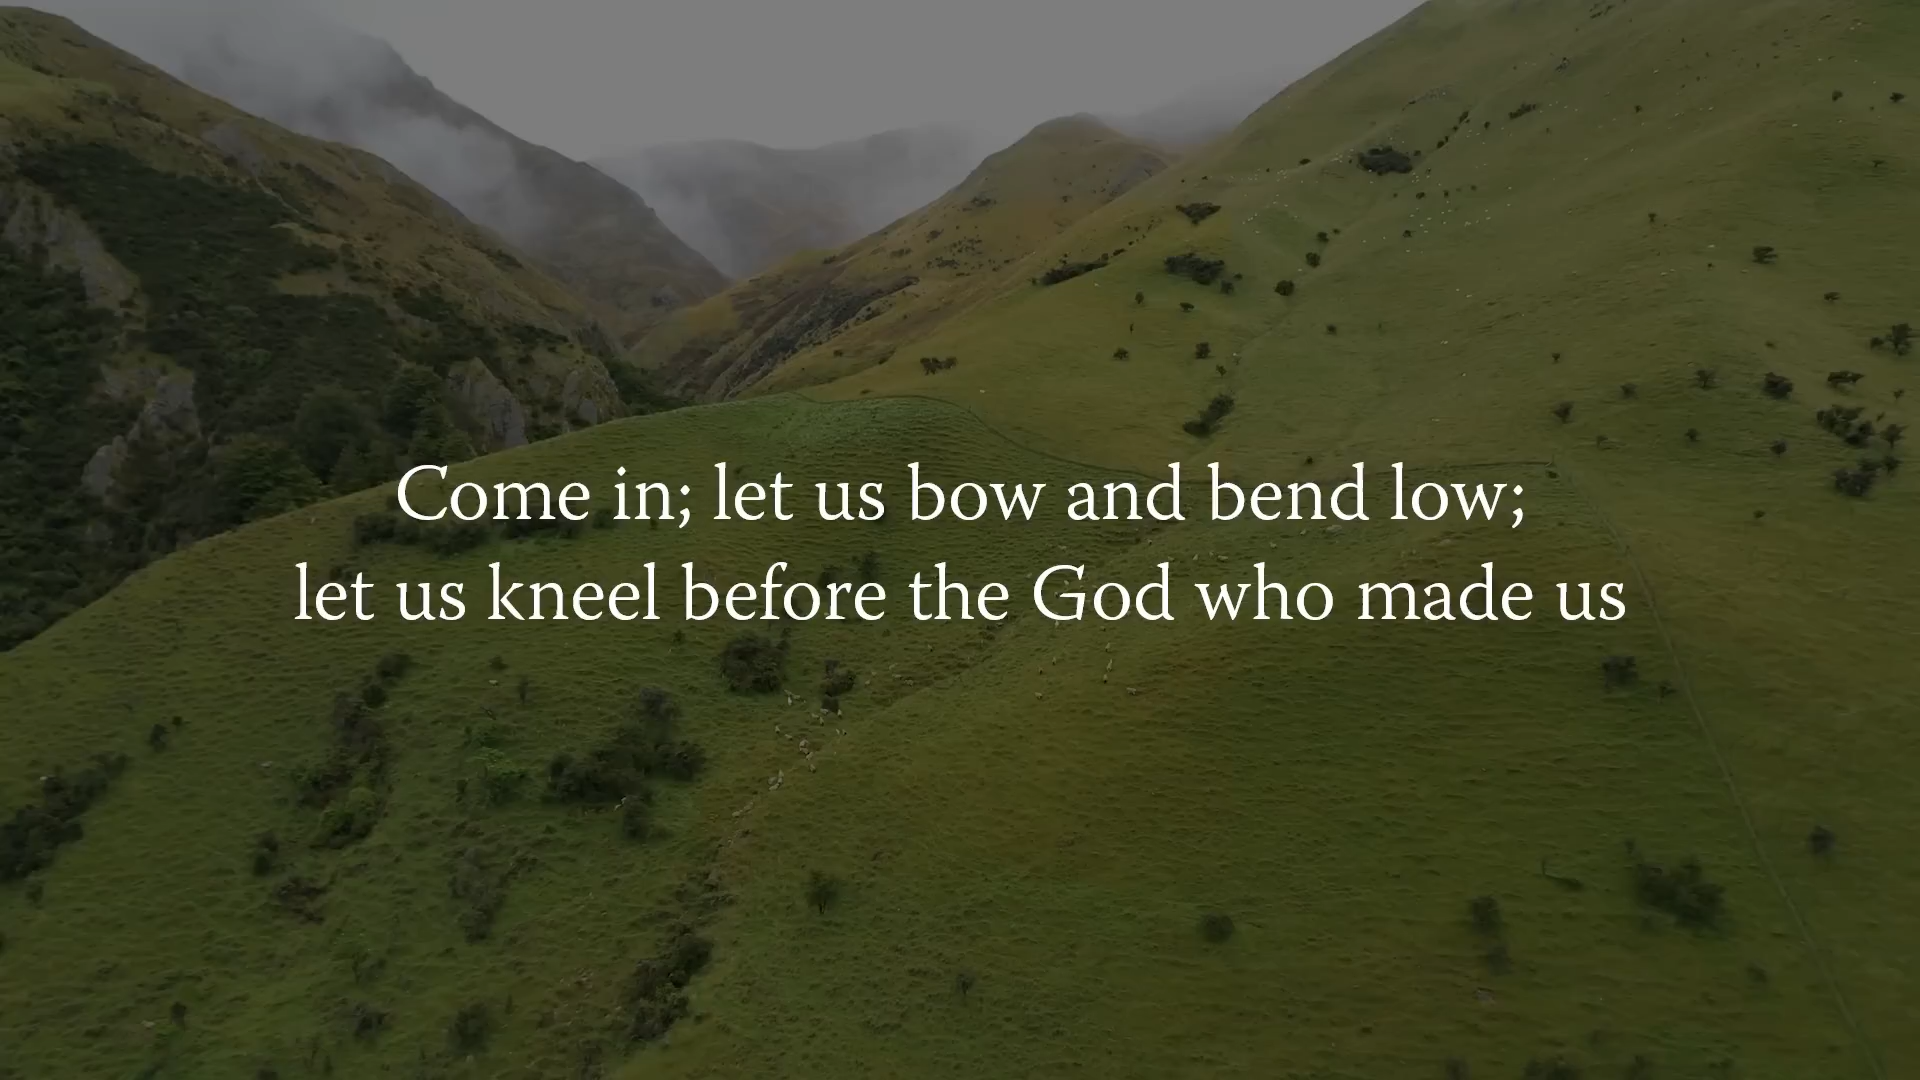 Come in; let us bow and bend low;
let us kneel before the God who made us